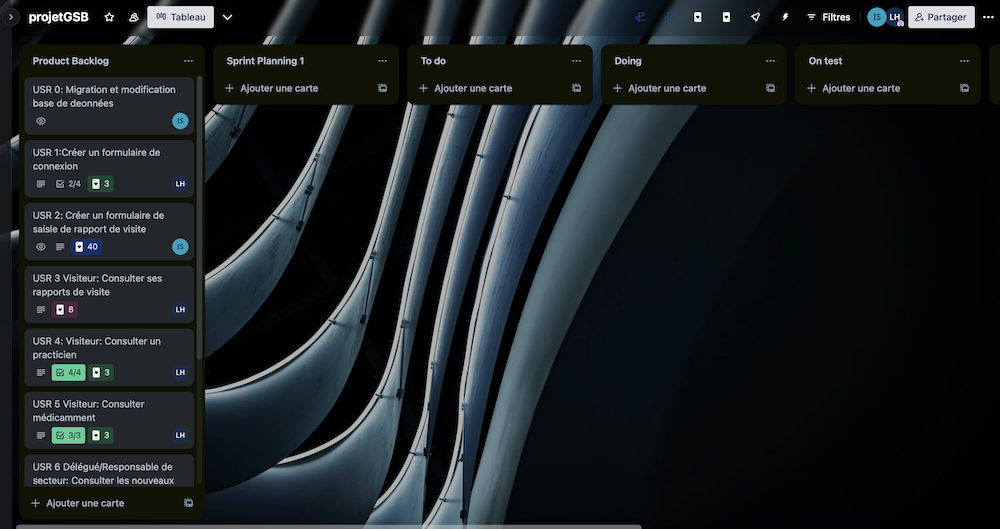 projetGSB
Tableau
Filtres
IS
LH
Partager
Product Backlog
USR 0: Migration et modification
base de deonnées
IS
USR 1:Créer un formulaire de
connexion
2/4
3
LH
USR 2: Créer un formulaire de
saisie de rapport de visite
40
IS
USR 3 Visiteur: Consulter ses
rapports de visite
8
LH
USR 4: Visiteur: Consulter un
practicien
4/4
3
LH
USR 5 Visiteur: Consulter
médicamment
3/3
3
LH
USR 6 Délégué/Responsable de
secteur: Consulter les nouveaux
Ajouter une carte
Sprint Planning 1
Ajouter une carte
To do
Ajouter une carte
Doing
Ajouter une carte
On test
Ajouter une carte